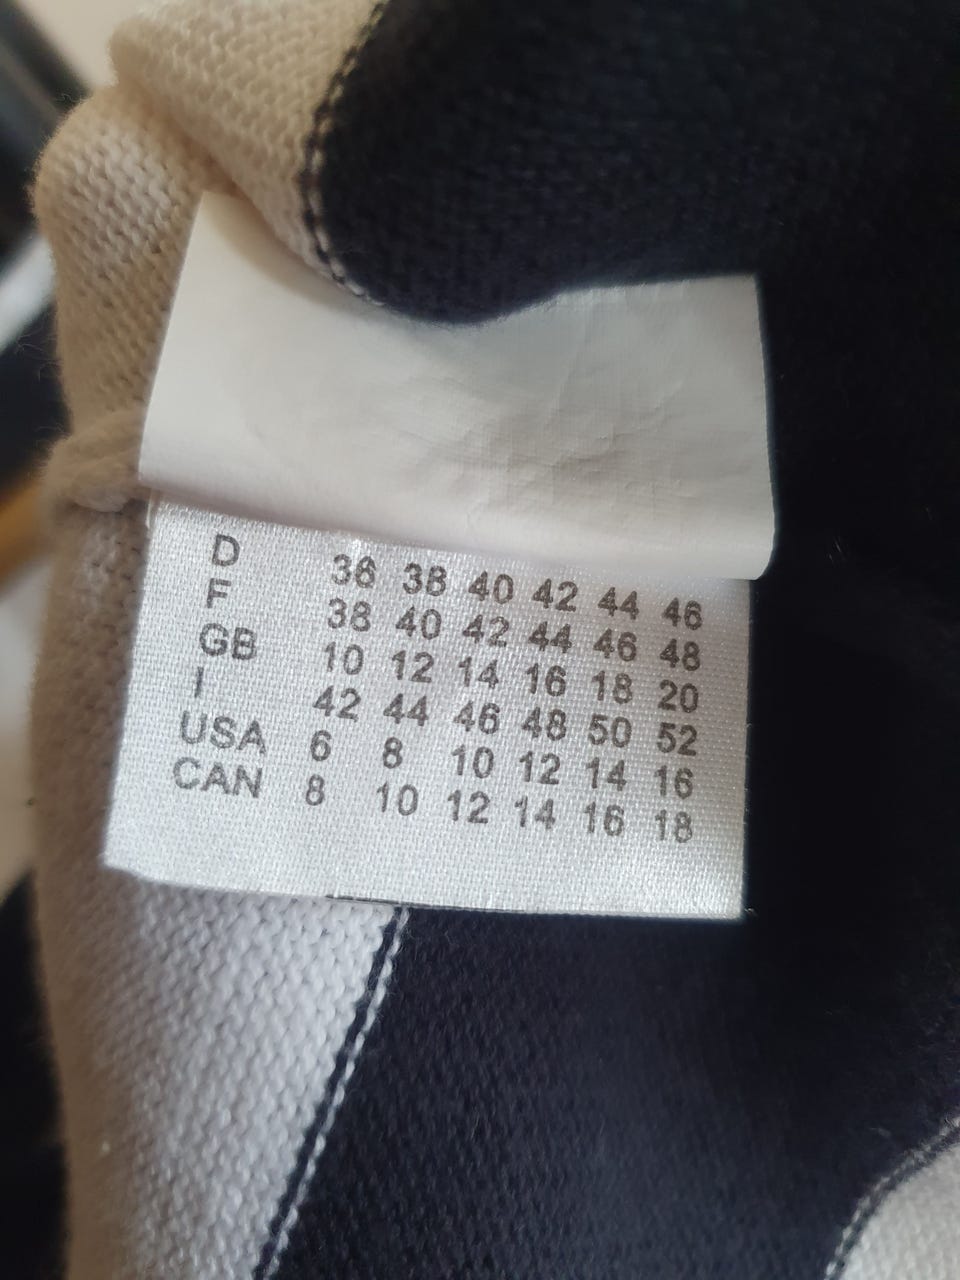 D 36 38 40 42 44 46
F 38 40 42 44 46 48
GB 10 12 14 16 18 20
I 42 44 46 48 50 52
USA 6 8 10 12 14 16
CAN 8 10 12 14 16 18